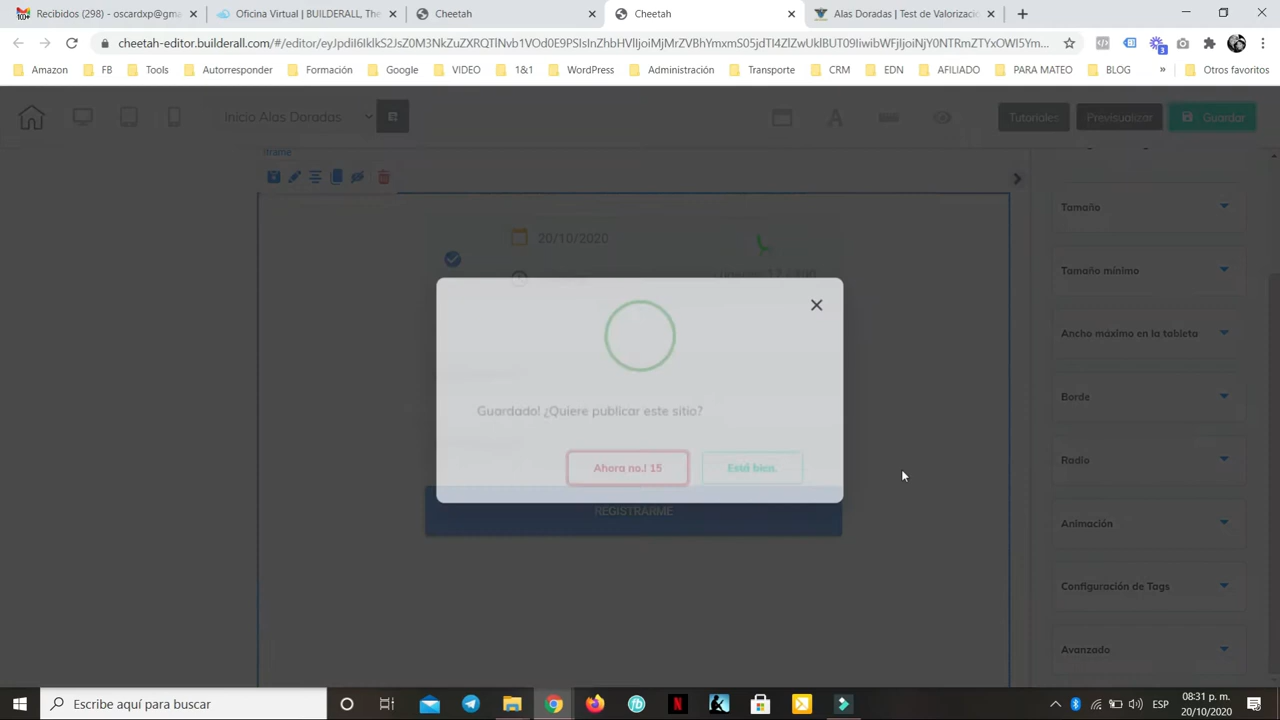 Recibidos (298) - oscardxp@gma
Oficina Virtual | BUILDERALL, The
Cheetah
Cheetah
Alas Doradas | Test de Valorizació
cheetah-editor.builderall.com/#/editor/
Amazon FB Tools Autorresponder Formación Google VIDEO 1&1 WordPress Administración Transporte CRM EDN AFILIADO PARA MATEO BLOG » Otros favoritos
Inicio Alas Doradas
Tutoriales
Previsualizar
Guardar
Iframe
20/10/2020
Guardado! ¿Quiere publicar este sitio?
Ahora no.! 15
Está bien.
REGISTRARME
Tamaño
Tamaño mínimo
Ancho máximo en la tableta
Borde
Radio
Animación
Configuración de Tags
Avanzado
Escribe aquí para buscar
ESP
08:31 p. m.
20/10/2020